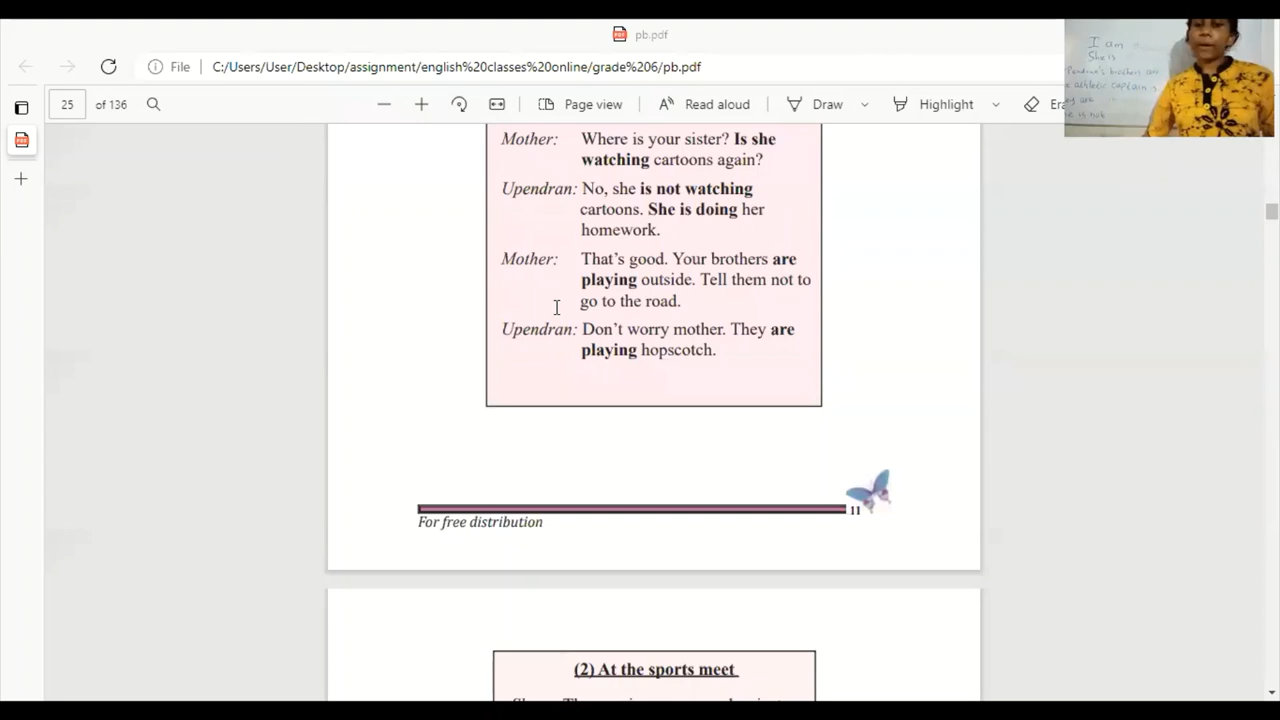 pb.pdf
File C:/Users/User/Desktop/assignment/english%20classes%20online/grade%206/pb.pdf
25 of 136 Page view Read aloud Draw Highlight
I am
She is
Mother: Where is your sister? Is she
watching cartoons again?
Upendran: No, she is not watching
cartoons. She is doing her
homework.
Mother: That's good. Your brothers are
playing outside. Tell them not to
go to the road.
Upendran: Don't worry mother. They are
playing hopscotch.
11
For free distribution
(2) At the sports meet